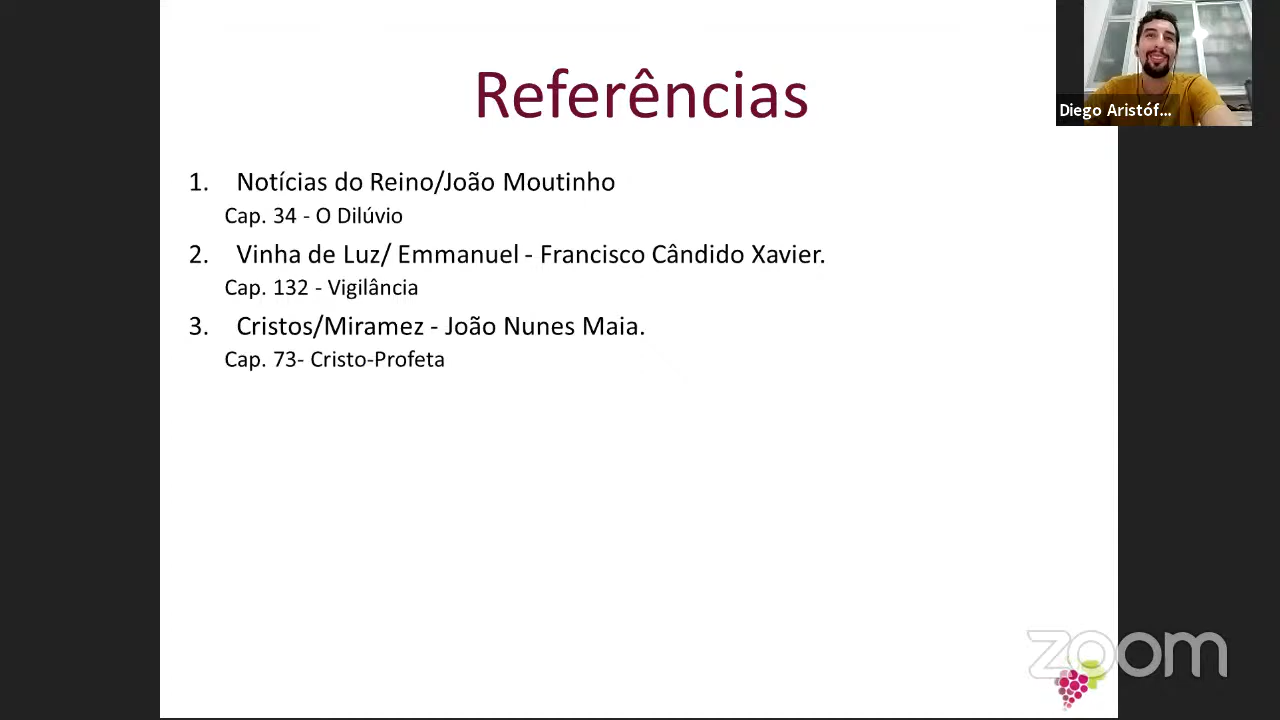 Referências
1. Notícias do Reino/João Moutinho
Cap. 34 - O Dilúvio
2. Vinha de Luz/ Emmanuel - Francisco Cândido Xavier.
Cap. 132 - Vigilância
3. Cristos/Miramez - João Nunes Maia.
Cap. 73- Cristo-Profeta
Diego Aristóf...
zoom